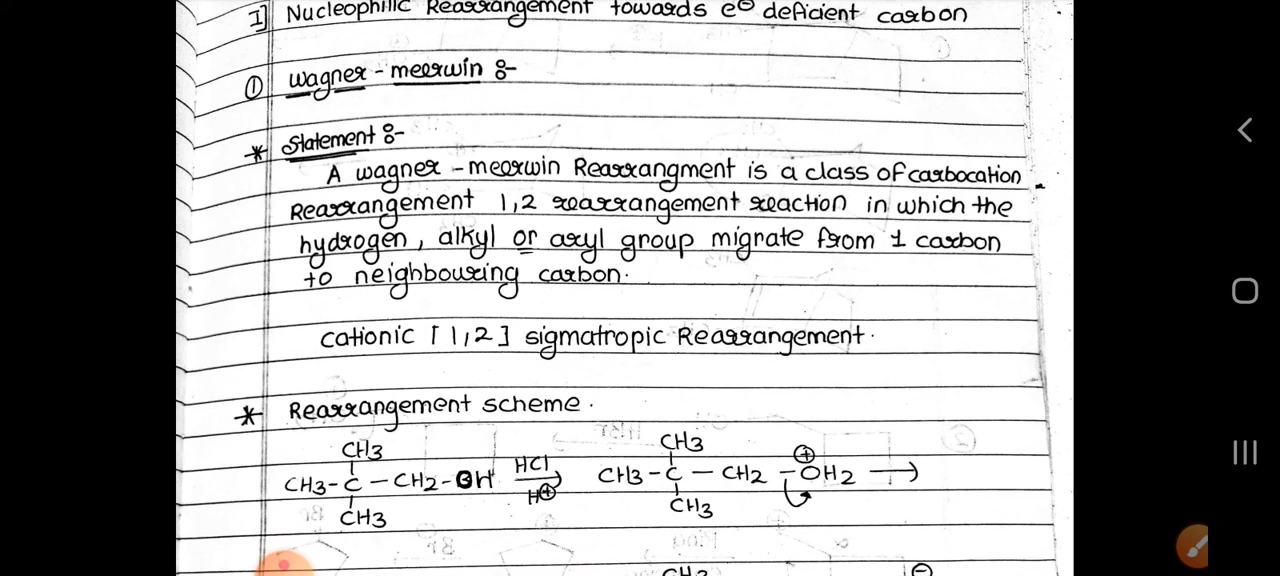 I] Nucleophilic Rearrangement towards e⊖ deficient carbon
① Wagner - meerwin :-
* Statement :-
A wagner - meerwin Rearrangment is a class of carbocation
Rearrangement 1,2 rearrangement reaction in which the
hydrogen, alkyl or aryl group migrate from 1 carbon
to neighbouring carbon.
cationic [1,2] sigmatropic Rearrangement.
* Rearrangement scheme.
CH3 CH3
CH3-C-CH2-OH HCl H⊕ → CH3-C-CH2-⊕OH2 →
CH3 CH3
CH3 ⊖